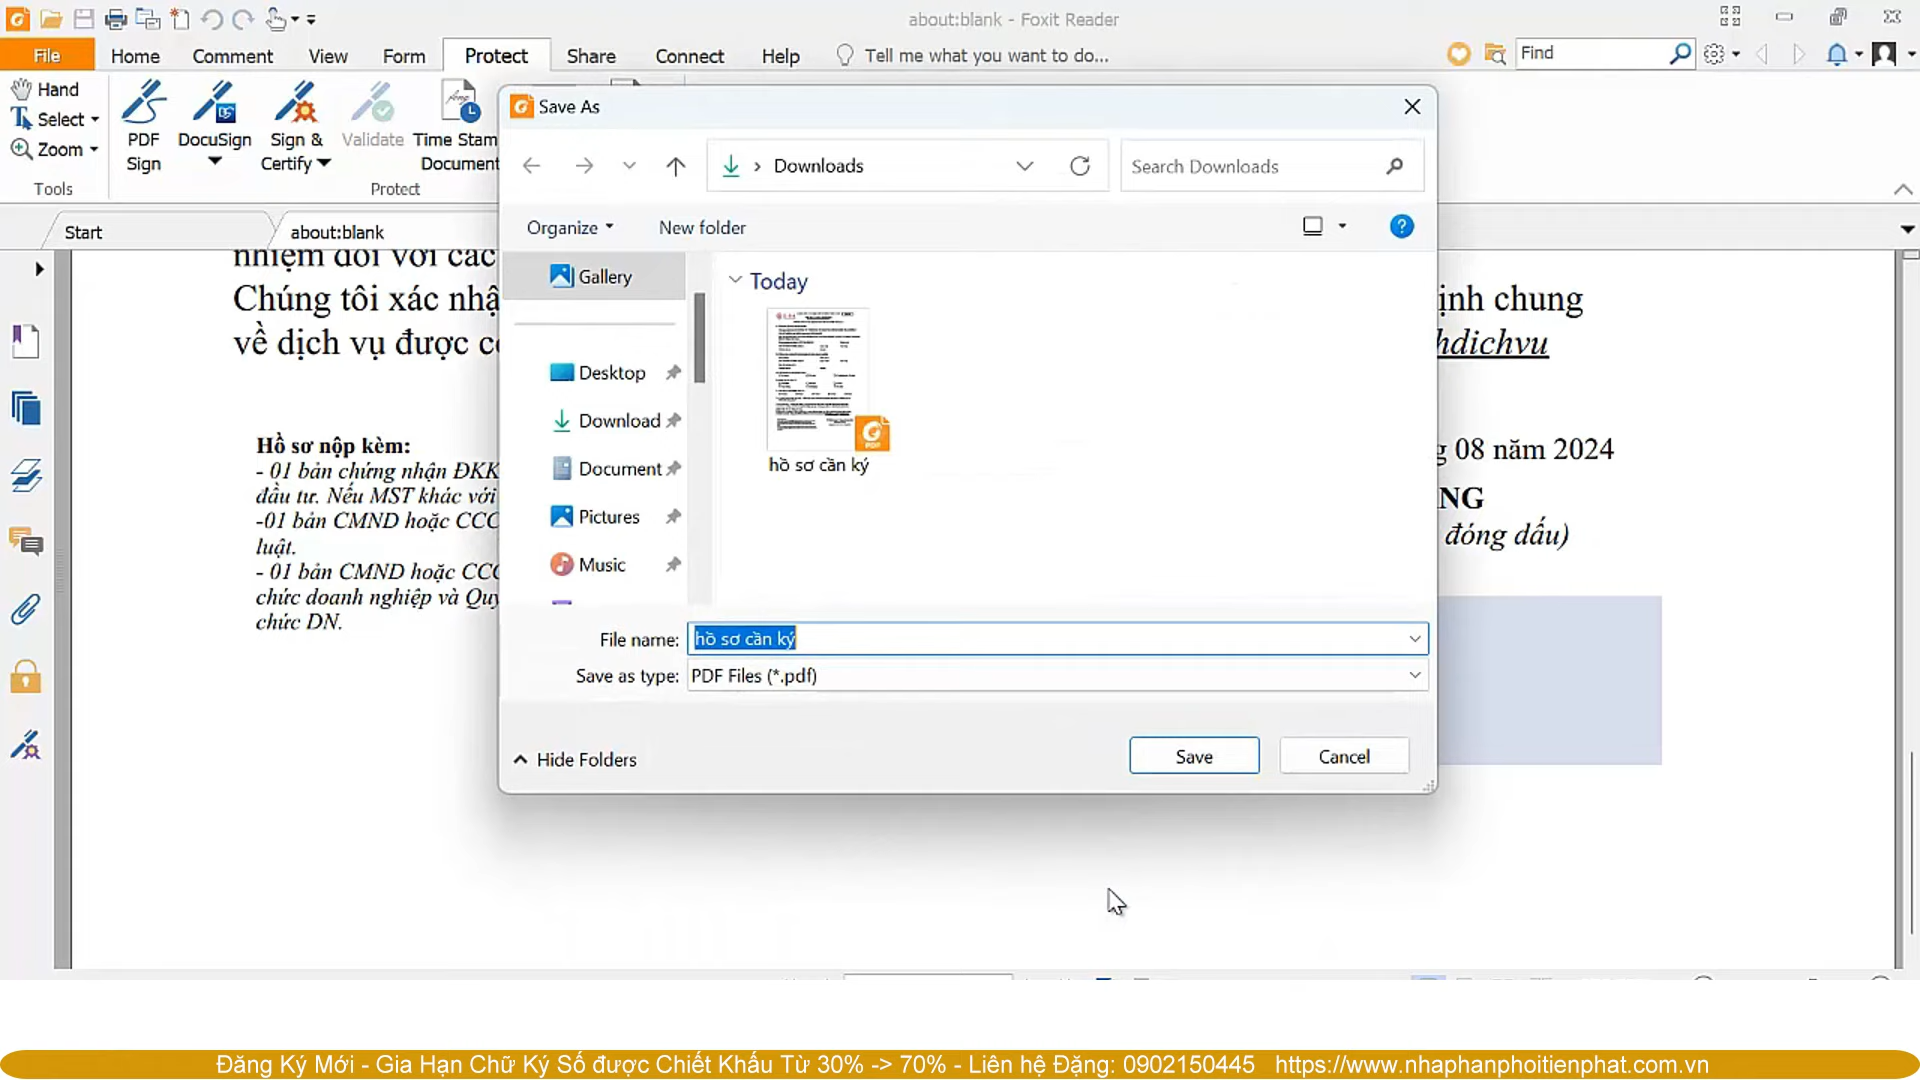 about:blank - Foxit Reader
File Home Comment View Form Protect Share Connect Help Tell me what you want to do... Find
Hand
Select
Zoom
Tools
PDF Sign
DocuSign
Sign & Certify
Validate
Time Stam
Document
Protect
Start about:blank
Save As
Downloads
Search Downloads
Organize New folder
Gallery
Desktop
Download
Document
Pictures
Music
Today
hồ sơ cần ký
File name: hồ sơ cần ký
Save as type: PDF Files (*.pdf)
Hide Folders
Save Cancel
nhiệm đối với các
Chúng tôi xác nhậ
ịnh chung
về dịch vụ được c
hdichvu
Hồ sơ nộp kèm:
- 01 bản chứng nhận ĐKK
đầu tư. Nếu MST khác với
-01 bản CMND hoặc CCC
luật.
- 01 bản CMND hoặc CCC
chức doanh nghiệp và Quy
chức DN.
g 08 năm 2024
NG
đóng dấu)
Đăng Ký Mới - Gia Hạn Chữ Ký Số được Chiết Khấu Từ 30% -> 70% - Liên hệ Đặng: 0902150445 https://www.nhaphanphoitienphat.com.vn